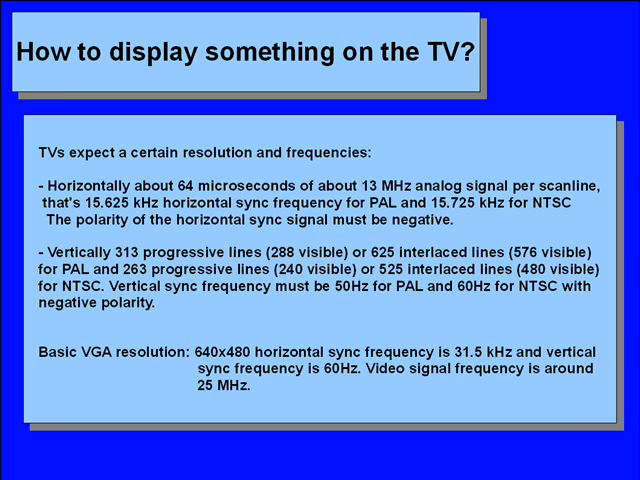 How to display something on the TV?
TVs expect a certain resolution and frequencies:
- Horizontally about 64 microseconds of about 13 MHz analog signal per scanline,
that's 15.625 kHz horizontal sync frequency for PAL and 15.725 kHz for NTSC
The polarity of the horizontal sync signal must be negative.
- Vertically 313 progressive lines (288 visible) or 625 interlaced lines (576 visible)
for PAL and 263 progressive lines (240 visible) or 525 interlaced lines (480 visible)
for NTSC. Vertical sync frequency must be 50Hz for PAL and 60Hz for NTSC with
negative polarity.
Basic VGA resolution: 640x480 horizontal sync frequency is 31.5 kHz and vertical
sync frequency is 60Hz. Video signal frequency is around
25 MHz.